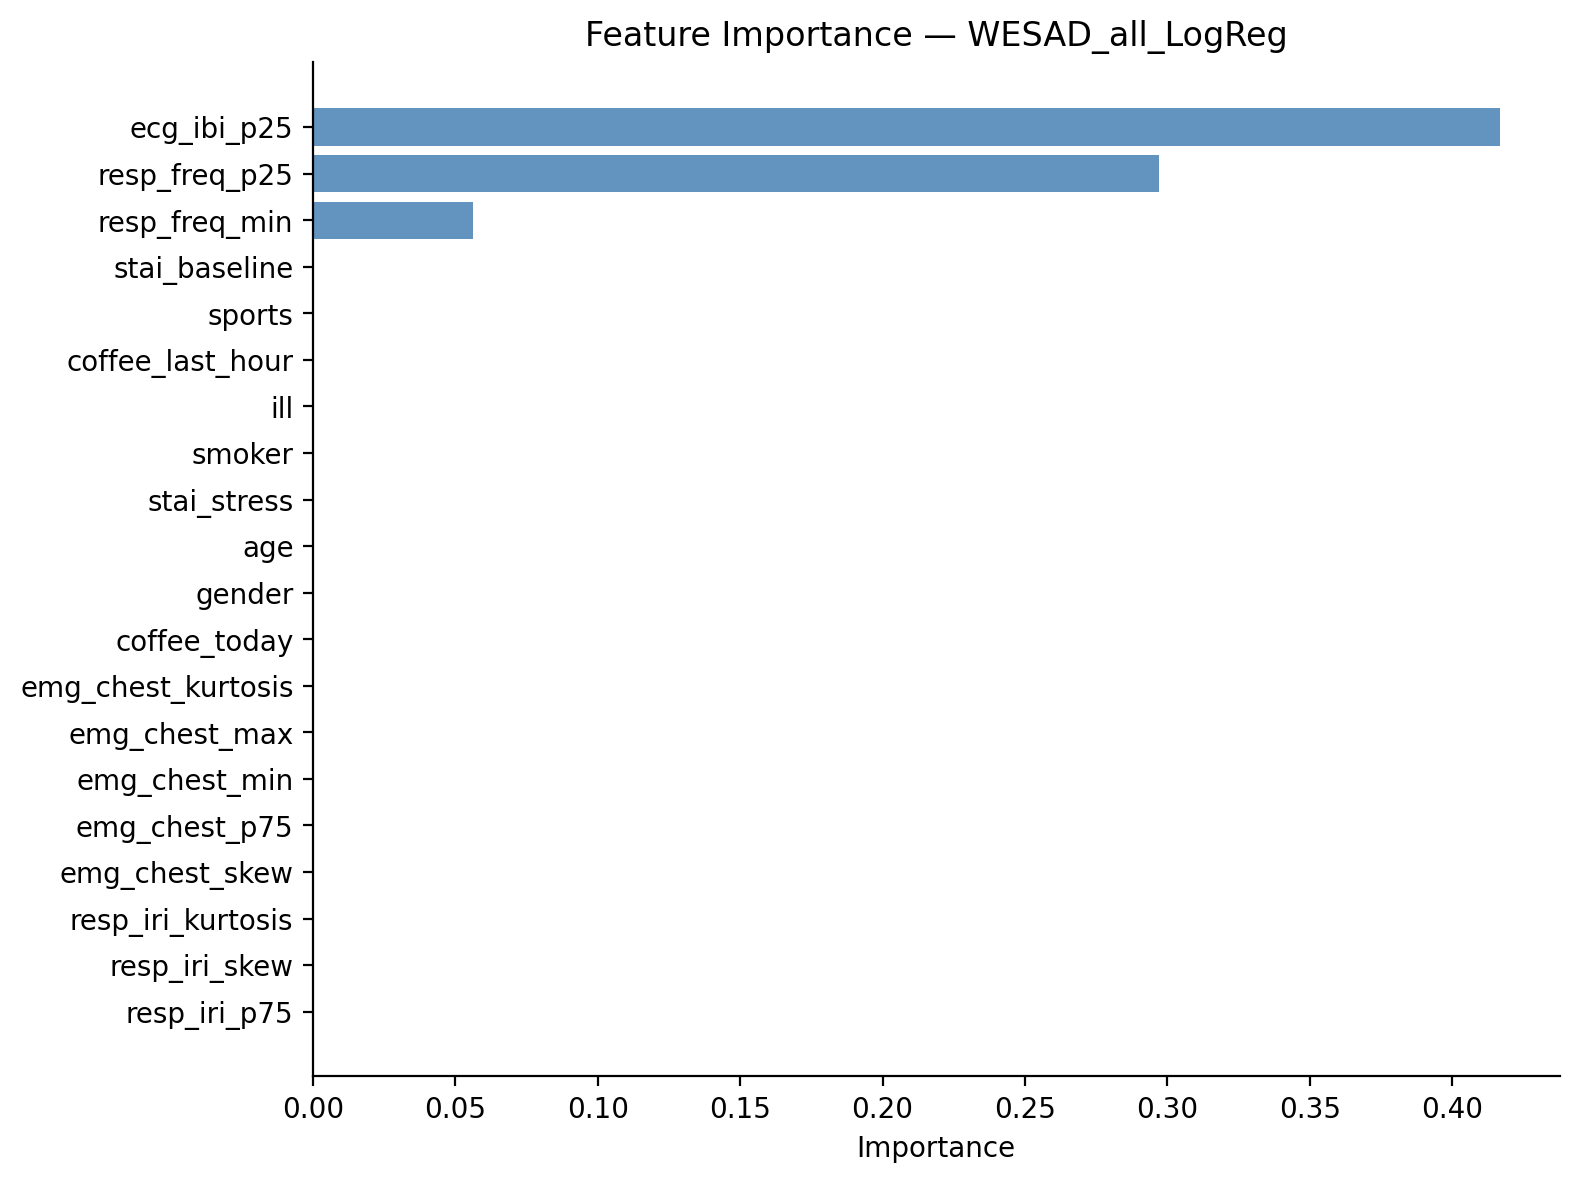 Feature Importance — WESAD_all_LogReg
ecg_ibi_p25
resp_freq_p25
resp_freq_min
stai_baseline
sports
coffee_last_hour
ill
smoker
stai_stress
age
gender
coffee_today
emg_chest_kurtosis
emg_chest_max
emg_chest_min
emg_chest_p75
emg_chest_skew
resp_iri_kurtosis
resp_iri_skew
resp_iri_p75
0.00 0.05 0.10 0.15 0.20 0.25 0.30 0.35 0.40
Importance